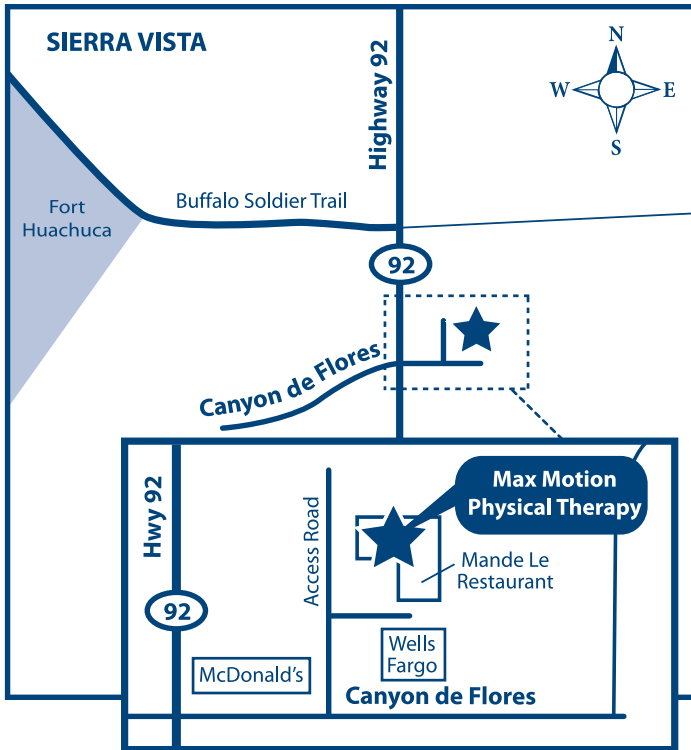 SIERRA VISTA
Highway 92
N
W
E
S
Buffalo Soldier Trail
Fort
Huachuca
92
Canyon de Flores
Hwy 92
92
Access Road
Max Motion
Physical Therapy
Mande Le
Restaurant
Wells
Fargo
McDonald's
Canyon de Flores